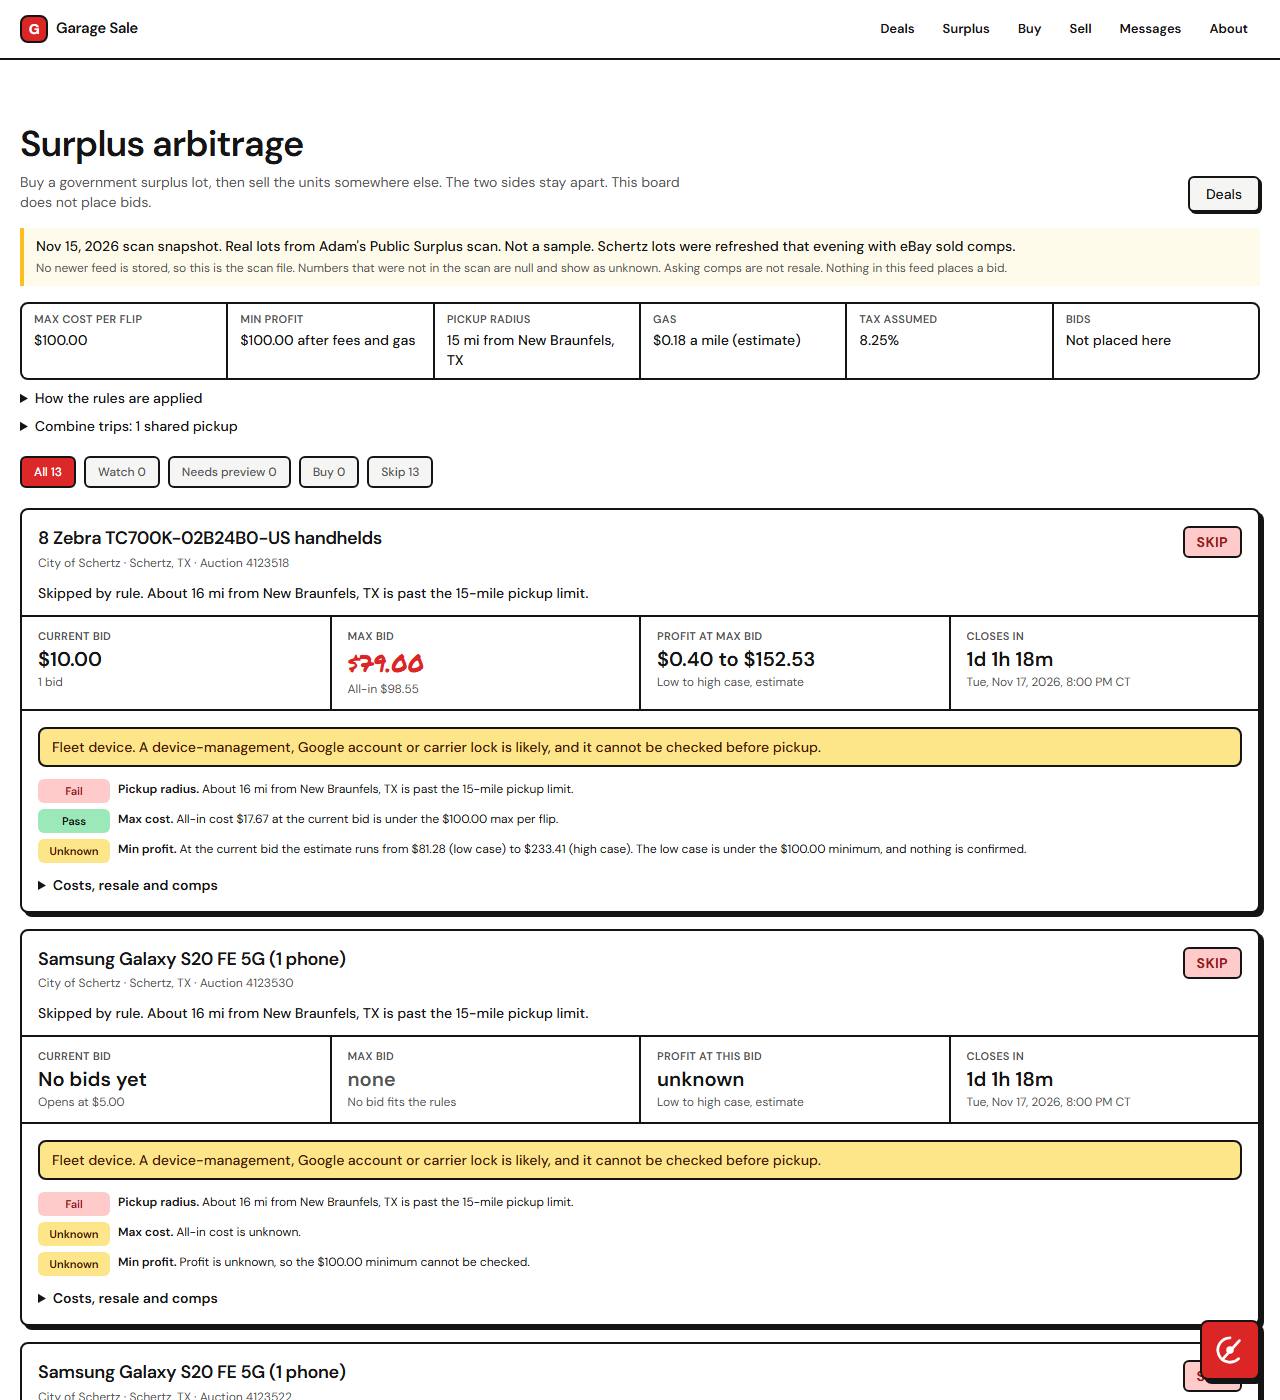 G Garage Sale
Deals Surplus Buy Sell Messages About
Surplus arbitrage
Buy a government surplus lot, then sell the units somewhere else. The two sides stay apart. This board
does not place bids.
Deals
Nov 15, 2026 scan snapshot. Real lots from Adam's Public Surplus scan. Not a sample. Schertz lots were refreshed that evening with eBay sold comps.
No newer feed is stored, so this is the scan file. Numbers that were not in the scan are null and show as unknown. Asking comps are not resale. Nothing in this feed places a bid.
MAX COST PER FLIP
$100.00
MIN PROFIT
$100.00 after fees and gas
PICKUP RADIUS
15 mi from New Braunfels,
TX
GAS
$0.18 a mile (estimate)
TAX ASSUMED
8.25%
BIDS
Not placed here
How the rules are applied
Combine trips: 1 shared pickup
All 13
Watch 0
Needs preview 0
Buy 0
Skip 13
8 Zebra TC700K-02B24B0-US handhelds
SKIP
City of Schertz · Schertz, TX · Auction 4123518
Skipped by rule. About 16 mi from New Braunfels, TX is past the 15-mile pickup limit.
CURRENT BID
$10.00
1 bid
MAX BID
$79.00
All-in $98.55
PROFIT AT MAX BID
$0.40 to $152.53
Low to high case, estimate
CLOSES IN
1d 1h 18m
Tue, Nov 17, 2026, 8:00 PM CT
Fleet device. A device-management, Google account or carrier lock is likely, and it cannot be checked before pickup.
Fail Pickup radius. About 16 mi from New Braunfels, TX is past the 15-mile pickup limit.
Pass Max cost. All-in cost $17.67 at the current bid is under the $100.00 max per flip.
Unknown Min profit. At the current bid the estimate runs from $81.28 (low case) to $233.41 (high case). The low case is under the $100.00 minimum, and nothing is confirmed.
Costs, resale and comps
Samsung Galaxy S20 FE 5G (1 phone)
SKIP
City of Schertz · Schertz, TX · Auction 4123530
Skipped by rule. About 16 mi from New Braunfels, TX is past the 15-mile pickup limit.
CURRENT BID
No bids yet
Opens at $5.00
MAX BID
none
No bid fits the rules
PROFIT AT THIS BID
unknown
Low to high case, estimate
CLOSES IN
1d 1h 18m
Tue, Nov 17, 2026, 8:00 PM CT
Fleet device. A device-management, Google account or carrier lock is likely, and it cannot be checked before pickup.
Fail Pickup radius. About 16 mi from New Braunfels, TX is past the 15-mile pickup limit.
Unknown Max cost. All-in cost is unknown.
Unknown Min profit. Profit is unknown, so the $100.00 minimum cannot be checked.
Costs, resale and comps
Samsung Galaxy S20 FE 5G (1 phone)
City of Schertz · Schertz, TX · Auction 4123522